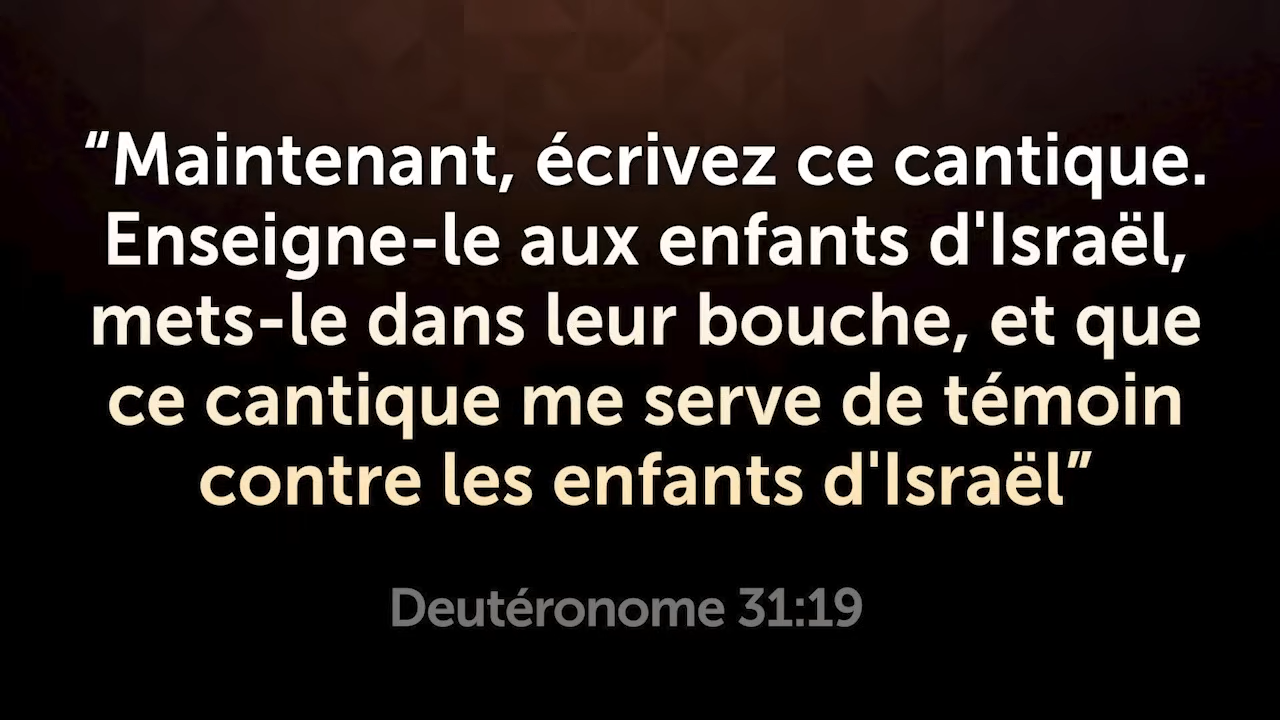 “Maintenant, écrivez ce cantique.
Enseigne-le aux enfants d'Israël,
mets-le dans leur bouche, et que
ce cantique me serve de témoin
contre les enfants d'Israël”
Deutéronome 31:19